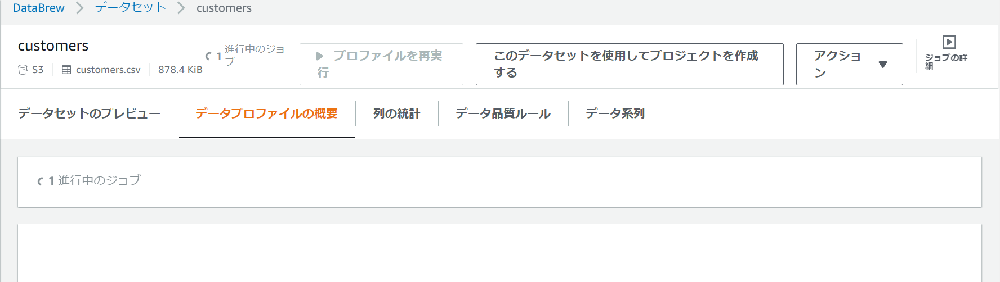 DataBrew データセット customers
customers
S3 customers.csv 878.4 KiB
1 進行中のジョ
ブ
プロファイルを再実
行
このデータセットを使用してプロジェクトを作成
する
アクショ
ン
ジョブの詳
細
データセットのプレビュー データプロファイルの概要 列の統計 データ品質ルール データ系列
1 進行中のジョブ